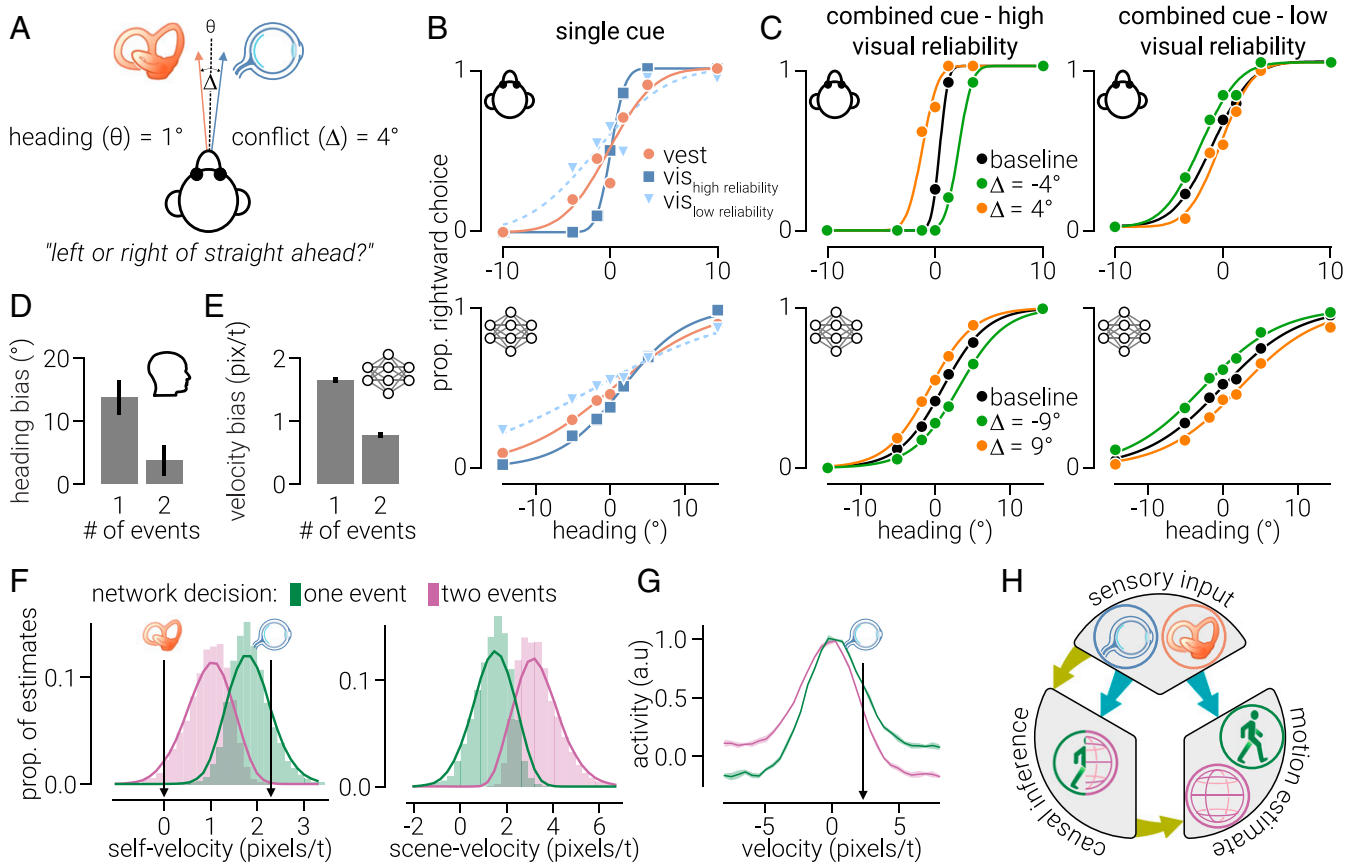 A
θ
Δ
heading (θ) = 1°
conflict (Δ) = 4°
"left or right of straight ahead?"
B
single cue
prop. rightward choice
1
0
-10
0
10
vest
vis high reliability
vis low reliability
1
0
-10
0
10
heading (°)
C
combined cue - high
visual reliability
1
0
-10
0
10
baseline
Δ = -4°
Δ = 4°
combined cue - low
visual reliability
1
0
-10
0
10
1
0
-10
0
10
heading (°)
baseline
Δ = -9°
Δ = 9°
1
0
-10
0
10
heading (°)
D
heading bias (°)
20
10
0
1
2
# of events
E
velocity bias (pix/t)
2
1
0
1
2
# of events
F
network decision:
one event
two events
prop. of estimates
0.1
0.0
0
1
2
3
self-velocity (pixels/t)
0.1
0.0
-2
0
2
4
6
scene-velocity (pixels/t)
G
activity (a.u)
1.0
0.5
0.0
-5
0
5
velocity (pixels/t)
H
sensory input
causal inference
motion estimate